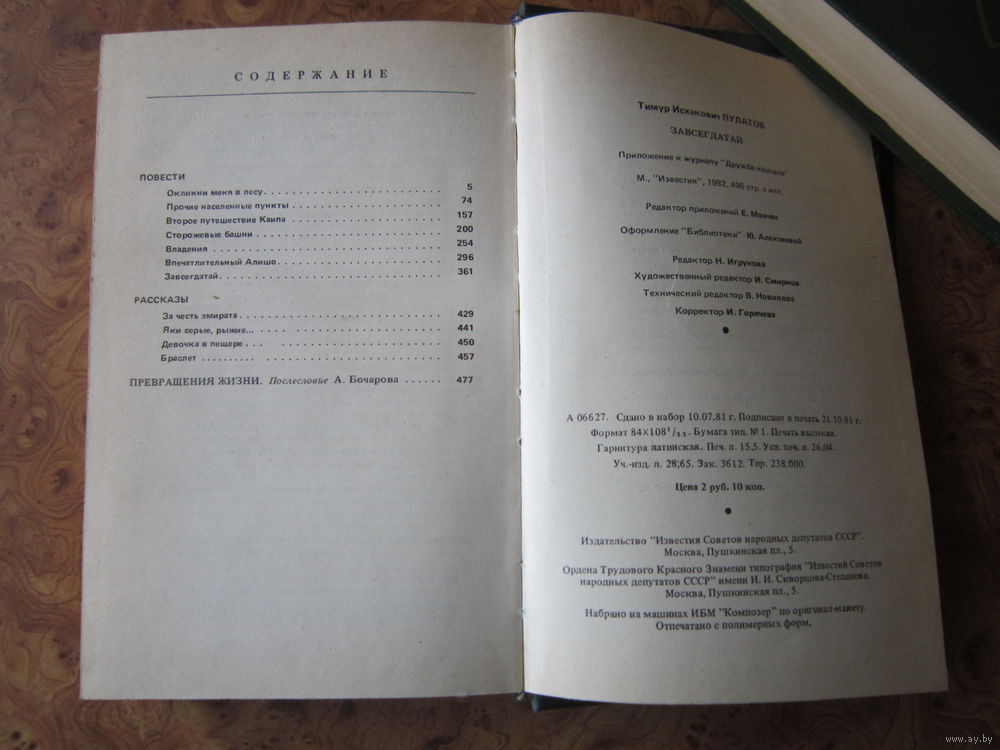 СОДЕРЖАНИЕ
ПОВЕСТИ
Окликни меня в лесу. . . . . . . . . . . . . . . . . . . . . . . . 5
Прочие населенные пункты . . . . . . . . . . . . . . . . . . . . 74
Второе путешествие Каипа . . . . . . . . . . . . . . . . . . . . 157
Сторожевые башни . . . . . . . . . . . . . . . . . . . . . . . . 200
Владения . . . . . . . . . . . . . . . . . . . . . . . . . . . . 254
Впечатлительный Алишо. . . . . . . . . . . . . . . . . . . . . . 296
Завсегдатай. . . . . . . . . . . . . . . . . . . . . . . . . . . 361
РАССКАЗЫ
За честь эмирата. . . . . . . . . . . . . . . . . . . . . . . . . 429
Яки серые, рыжие... . . . . . . . . . . . . . . . . . . . . . . . 441
Девочка в пещере . . . . . . . . . . . . . . . . . . . . . . . . 450
Браслет . . . . . . . . . . . . . . . . . . . . . . . . . . . . . 457
ПРЕВРАЩЕНИЯ ЖИЗНИ. Послесловие А. Бочарова . . . . . . 477
Тимур Исхакович ПУЛАТОВ
ЗАВСЕГДАТАЙ
Приложение к журналу "Дружба народов"
М., "Известия", 1982, 496 стр. с илл.
Редактор приложений Е. Мовчан
Оформление "Библиотеки" Ю. Алексеевой
Редактор Н. Игрунова
Художественный редактор И. Смирнов
Технический редактор В. Новикова
Корректор И. Горячева
А 06627. Сдано в набор 10.07.81 г. Подписано в печать 21.10.81 г.
Формат 84×108 1/32. Бумага тип. № 1. Печать высокая.
Гарнитура латинская. Печ. л. 15,5. Усл. печ. л. 26,04.
Уч.-изд. л. 28,65. Зак. 3612. Тир. 238.000.
Цена 2 руб. 10 коп.
Издательство "Известия Советов народных депутатов СССР".
Москва, Пушкинская пл., 5.
Ордена Трудового Красного Знамени типография "Известий Советов
народных депутатов СССР" имени И. И. Скворцова-Степанова.
Москва, Пушкинская пл., 5.
Набрано на машинах ИБМ "Композер" по оригинал-макету.
Отпечатано с полимерных форм.
www.ay.by